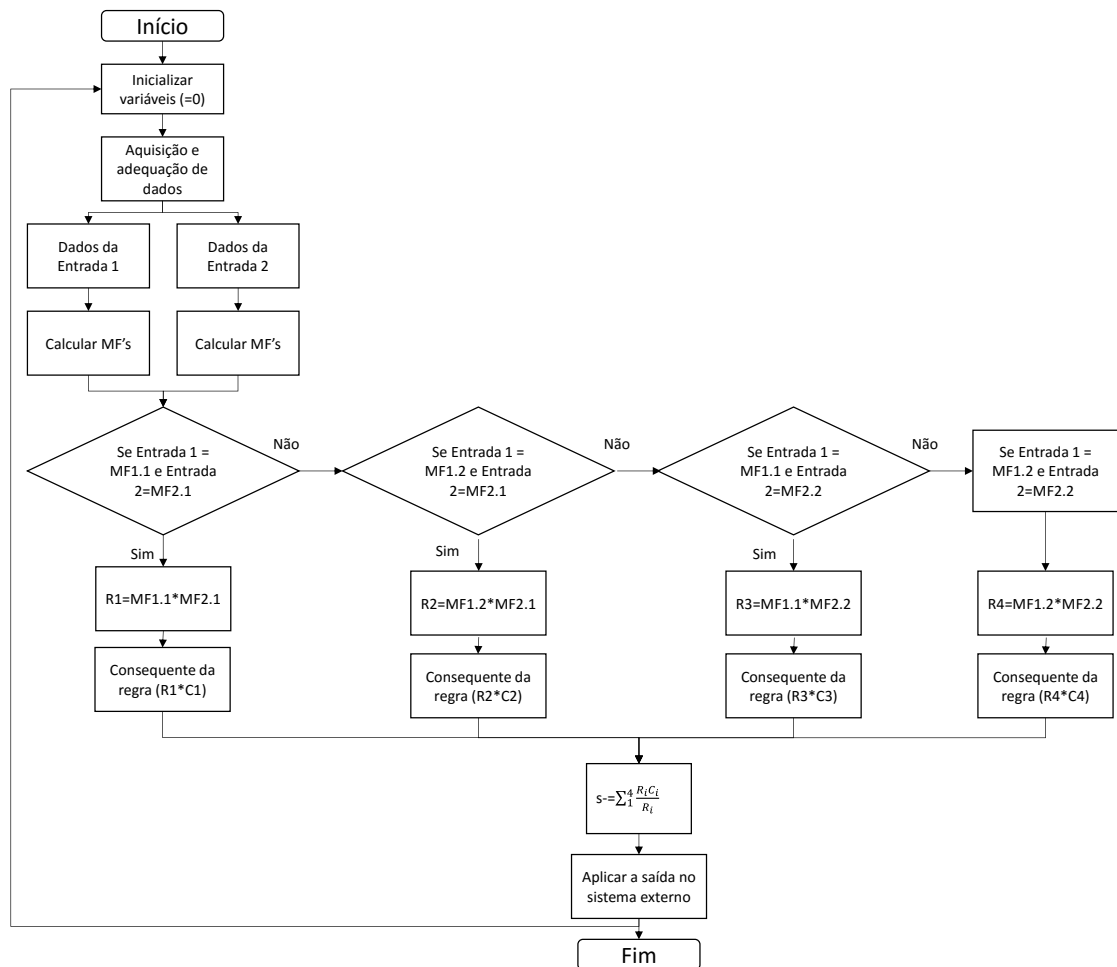 Início
Inicializar
variáveis (=0)
Aquisição e
adequação de
dados
Dados da
Entrada 1
Dados da
Entrada 2
Calcular MF's
Calcular MF's
Se Entrada 1 =
MF1.1 e Entrada
2=MF2.1
Não
Se Entrada 1 =
MF1.2 e Entrada
2=MF2.1
Não
Se Entrada 1 =
MF1.1 e Entrada
2=MF2.2
Não
Se Entrada 1 =
MF1.2 e Entrada
2=MF2.2
Sim
Sim
Sim
R1=MF1.1*MF2.1
R2=MF1.2*MF2.1
R3=MF1.1*MF2.2
R4=MF1.2*MF2.2
Consequente da
regra (R1*C1)
Consequente da
regra (R2*C2)
Consequente da
regra (R3*C3)
Consequente da
regra (R4*C4)
s-=∑₁⁴ RᵢCᵢ/Rᵢ
Aplicar a saída no
sistema externo
Fim